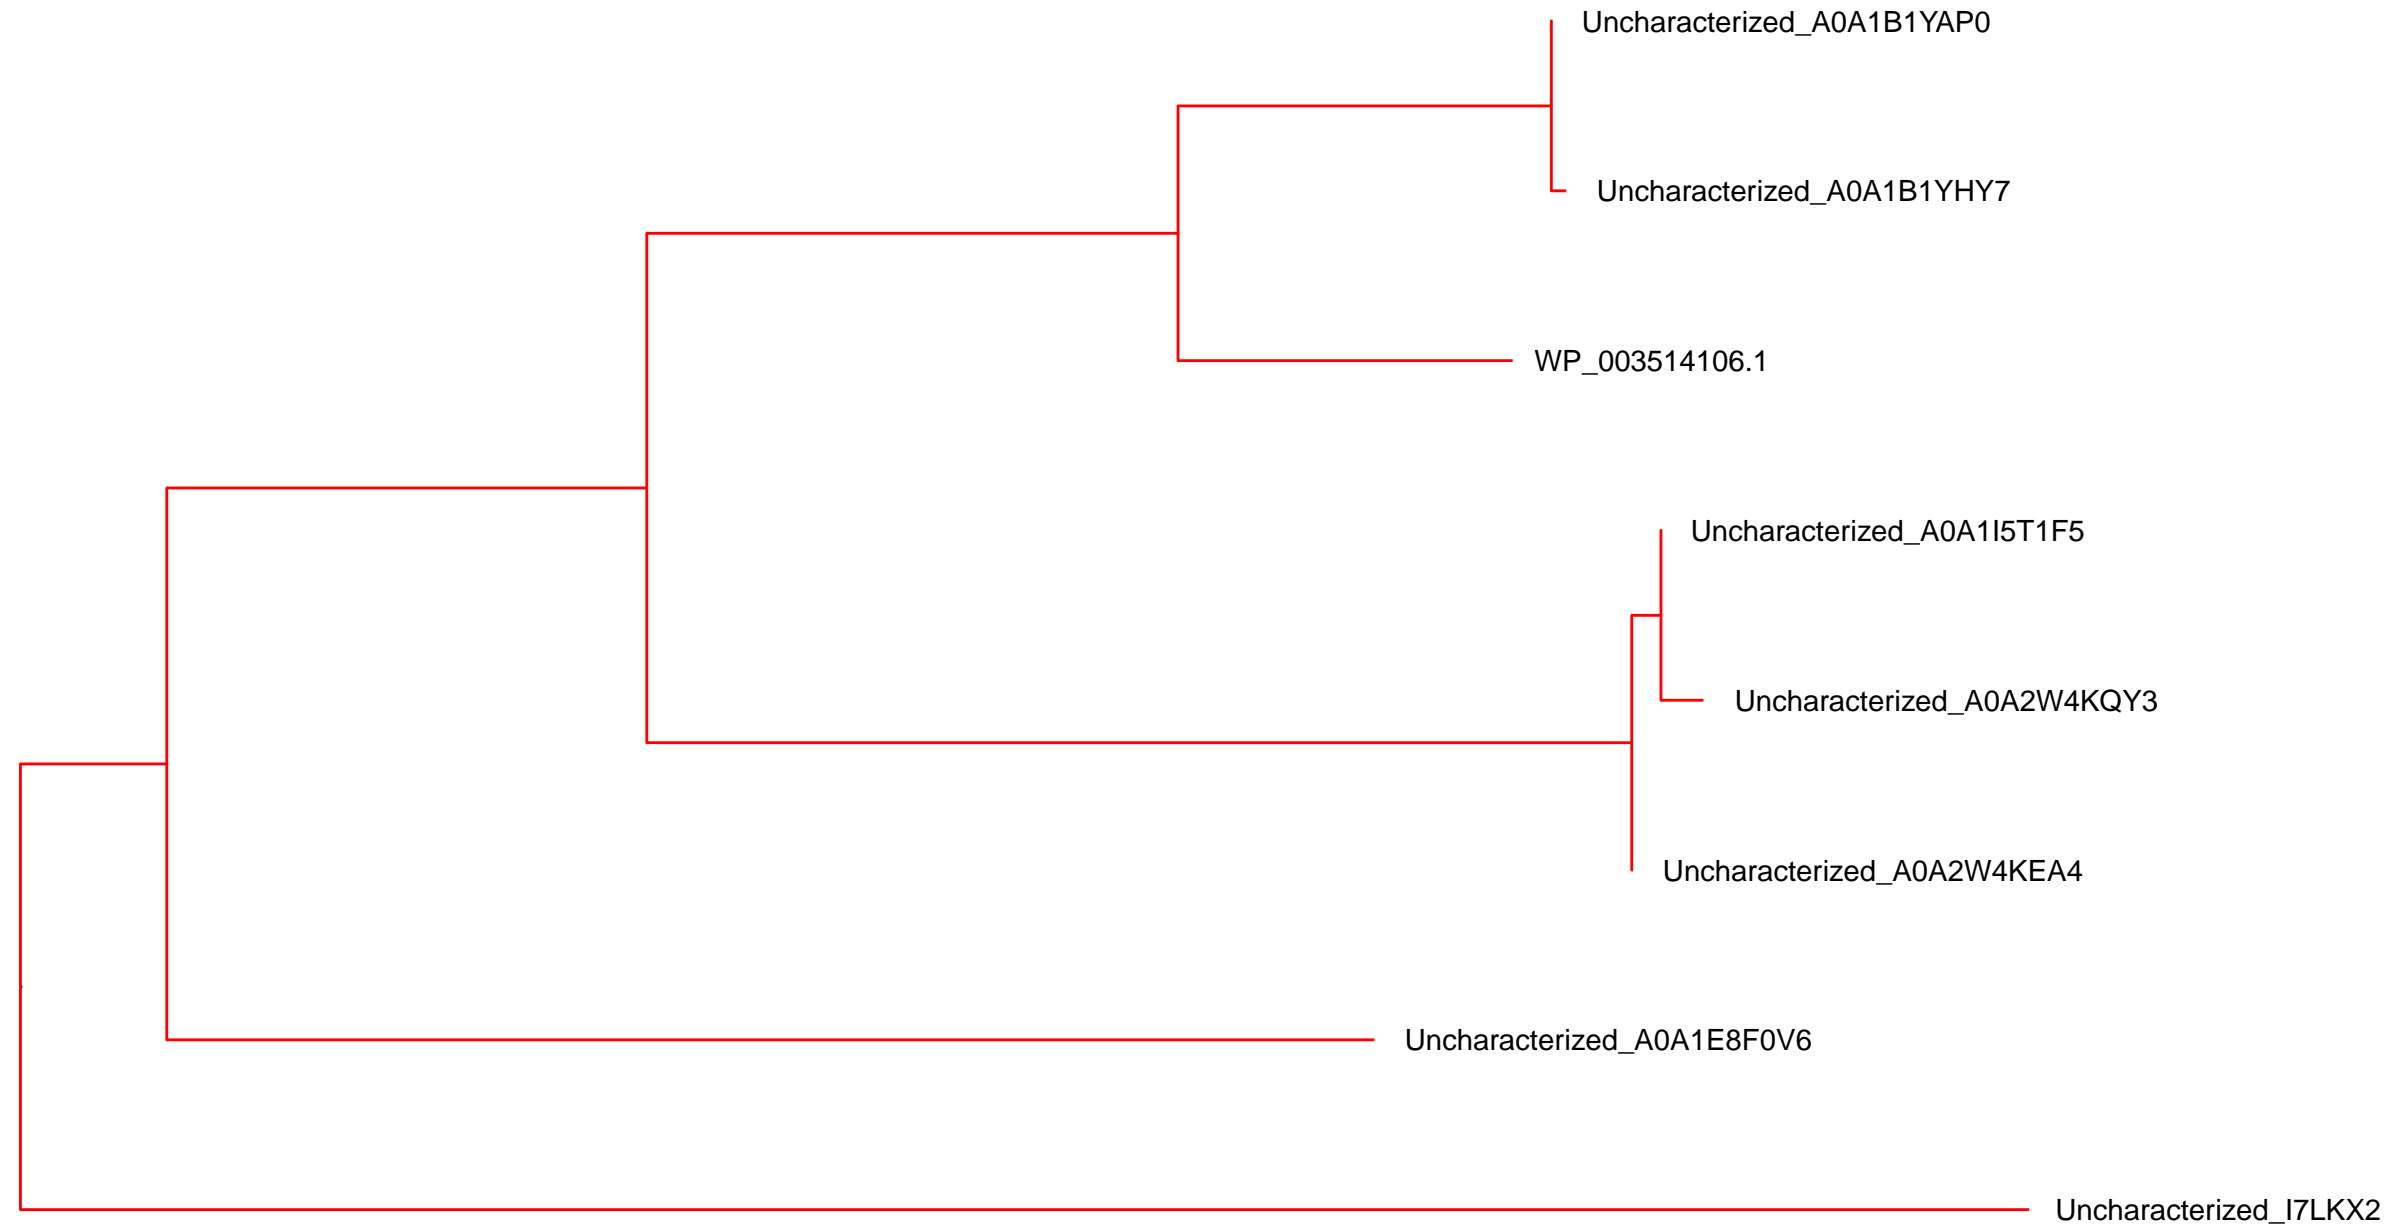 Uncharacterized_A0A1B1YAP0
Uncharacterized_A0A1B1YHY7
WP_003514106.1
Uncharacterized_A0A1I5T1F5
Uncharacterized_A0A2W4KQY3
Uncharacterized_A0A2W4KEA4
Uncharacterized_A0A1E8F0V6
Uncharacterized_I7LKX2